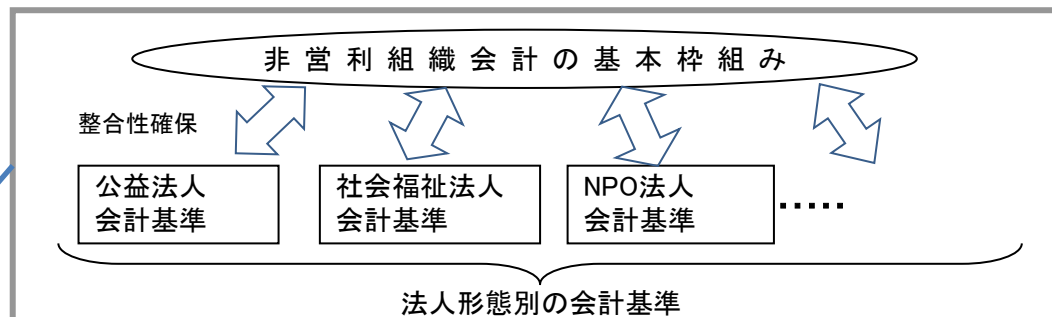 非営利組織会計の基本枠組み
整合性確保
公益法人
会計基準
社会福祉法人
会計基準
NPO法人
会計基準
‥‥‥
法人形態別の会計基準